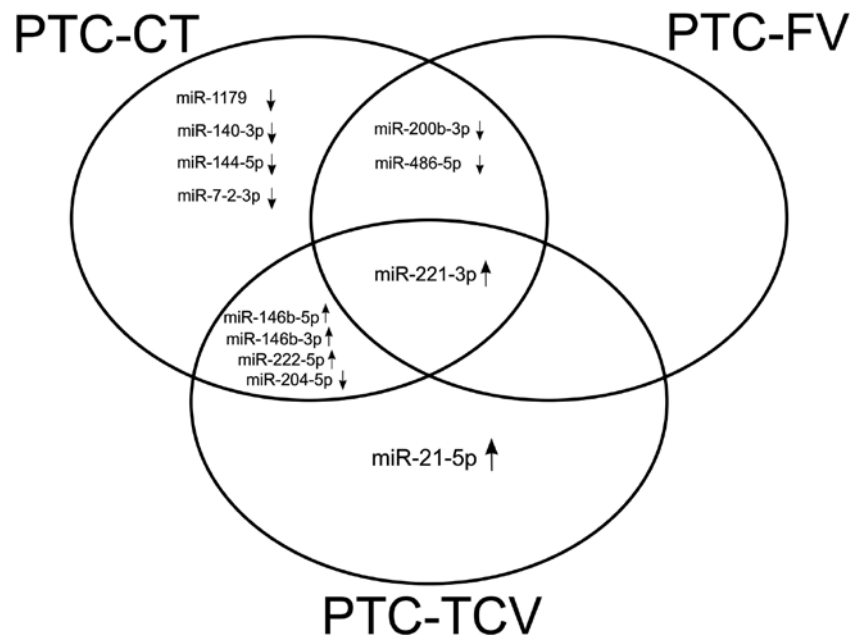 PTC-CT
PTC-FV
miR-1179 ↓
miR-140-3p ↓
miR-144-5p ↓
miR-7-2-3p ↓
miR-200b-3p ↓
miR-486-5p ↓
miR-221-3p ↑
miR-146b-5p ↑
miR-146b-3p ↑
miR-222-5p ↑
miR-204-5p ↓
miR-21-5p ↑
PTC-TCV